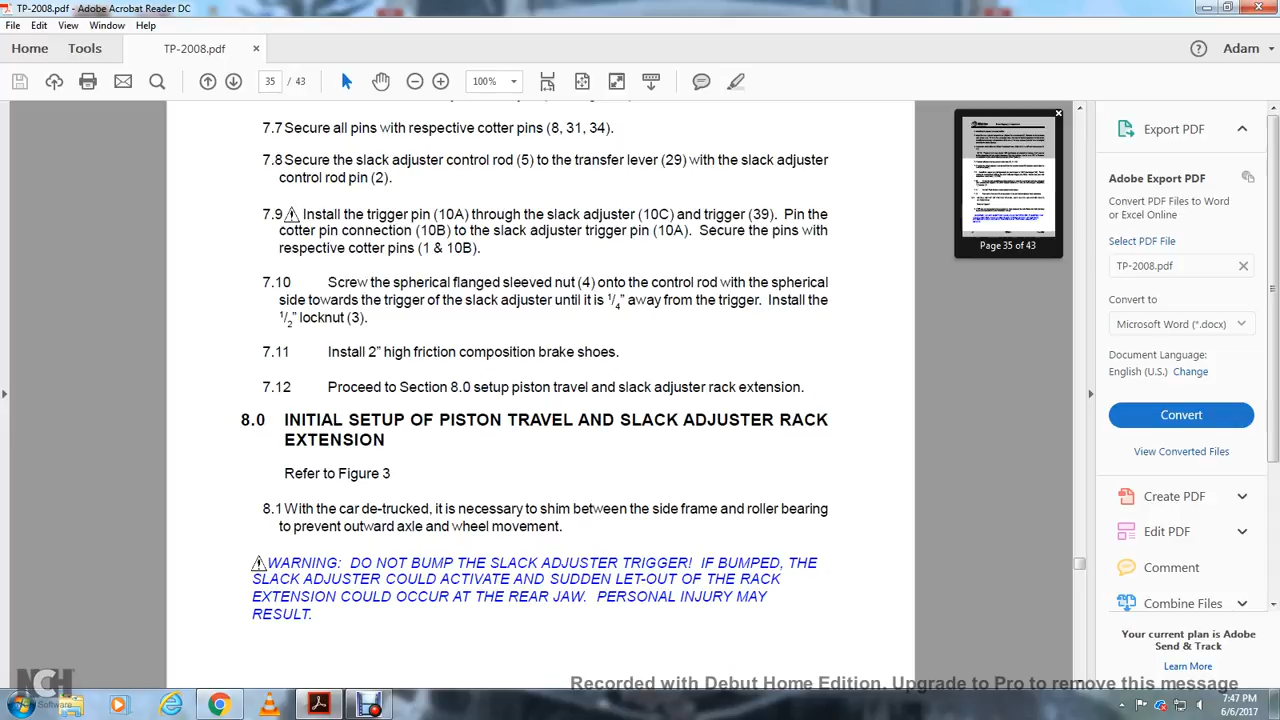 TP-2008.pdf - Adobe Acrobat Reader DC
File Edit View Window Help
Home Tools TP-2008.pdf × Adam
35 / 43 100%
7.7 Secure all pins with respective cotter pins (8, 31, 34).
7.8 Secure the slack adjuster control rod (5) to the transfer lever (29) with the slack adjuster
control rod pin (2).
7.9 Install the trigger pin (10A) through the slack adjuster (10C) and trigger (39). Pin the
cotter pin connection (10B) to the slack adjuster trigger pin (10A). Secure the pins with
respective cotter pins (1 & 10B).
7.10 Screw the spherical flanged sleeved nut (4) onto the control rod with the spherical
side towards the trigger of the slack adjuster until it is 1/4” away from the trigger. Install the
1/2” locknut (3).
7.11 Install 2” high friction composition brake shoes.
7.12 Proceed to Section 8.0 setup piston travel and slack adjuster rack extension.
8.0 INITIAL SETUP OF PISTON TRAVEL AND SLACK ADJUSTER RACK
EXTENSION
Refer to Figure 3
8.1 With the car de-trucked, it is necessary to shim between the side frame and roller bearing
to prevent outward axle and wheel movement.
WARNING: DO NOT BUMP THE SLACK ADJUSTER TRIGGER! IF BUMPED, THE
SLACK ADJUSTER COULD ACTIVATE AND SUDDEN LET-OUT OF THE RACK
EXTENSION COULD OCCUR AT THE REAR JAW. PERSONAL INJURY MAY
RESULT.
Page 35 of 43
Export PDF
Adobe Export PDF
Convert PDF Files to Word
or Excel Online
Select PDF File
TP-2008.pdf
Convert to
Microsoft Word (*.docx)
Document Language:
English (U.S.) Change
Convert
View Converted Files
Create PDF
Edit PDF
Comment
Combine Files
Your current plan is Adobe
Send & Track
Learn More
NCH
Software
Recorded with Debut Home Edition. Upgrade to Pro to remove this message
7:47 PM
6/6/2017